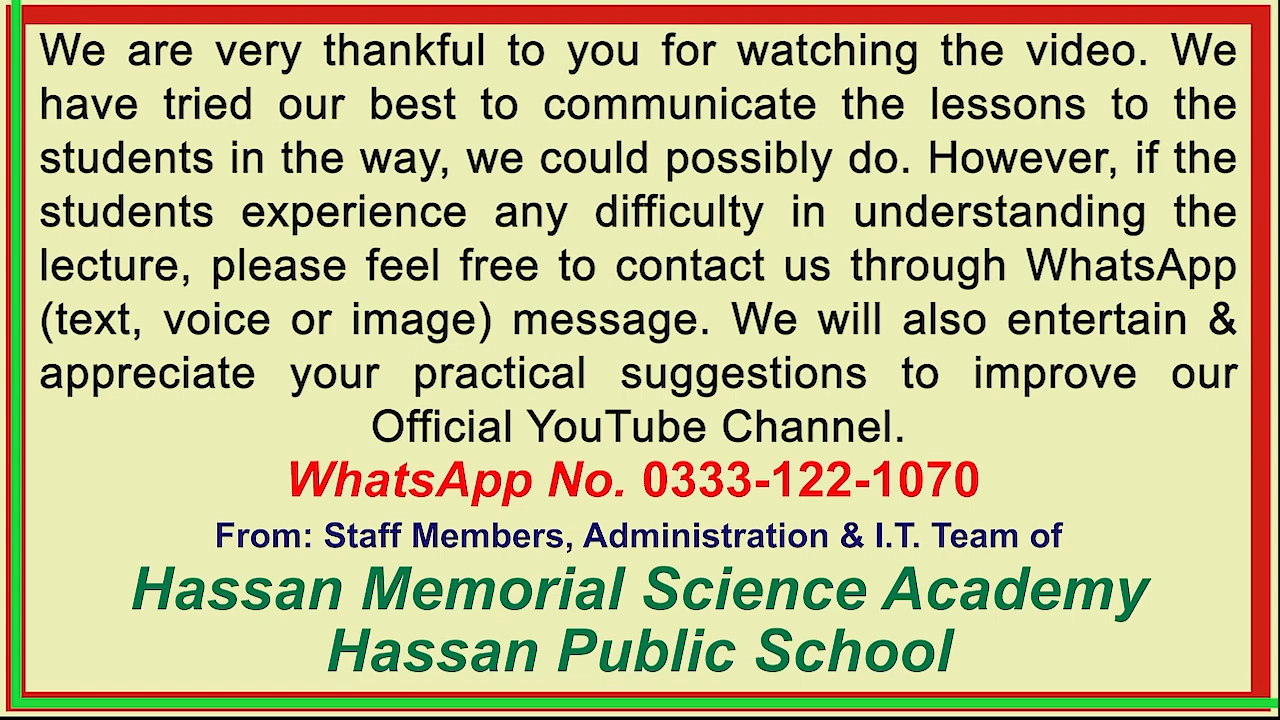 We are very thankful to you for watching the video. We
have tried our best to communicate the lessons to the
students in the way, we could possibly do. However, if the
students experience any difficulty in understanding the
lecture, please feel free to contact us through WhatsApp
(text, voice or image) message. We will also entertain &
appreciate your practical suggestions to improve our
Official YouTube Channel.
WhatsApp No. 0333-122-1070
From: Staff Members, Administration & I.T. Team of
Hassan Memorial Science Academy
Hassan Public School